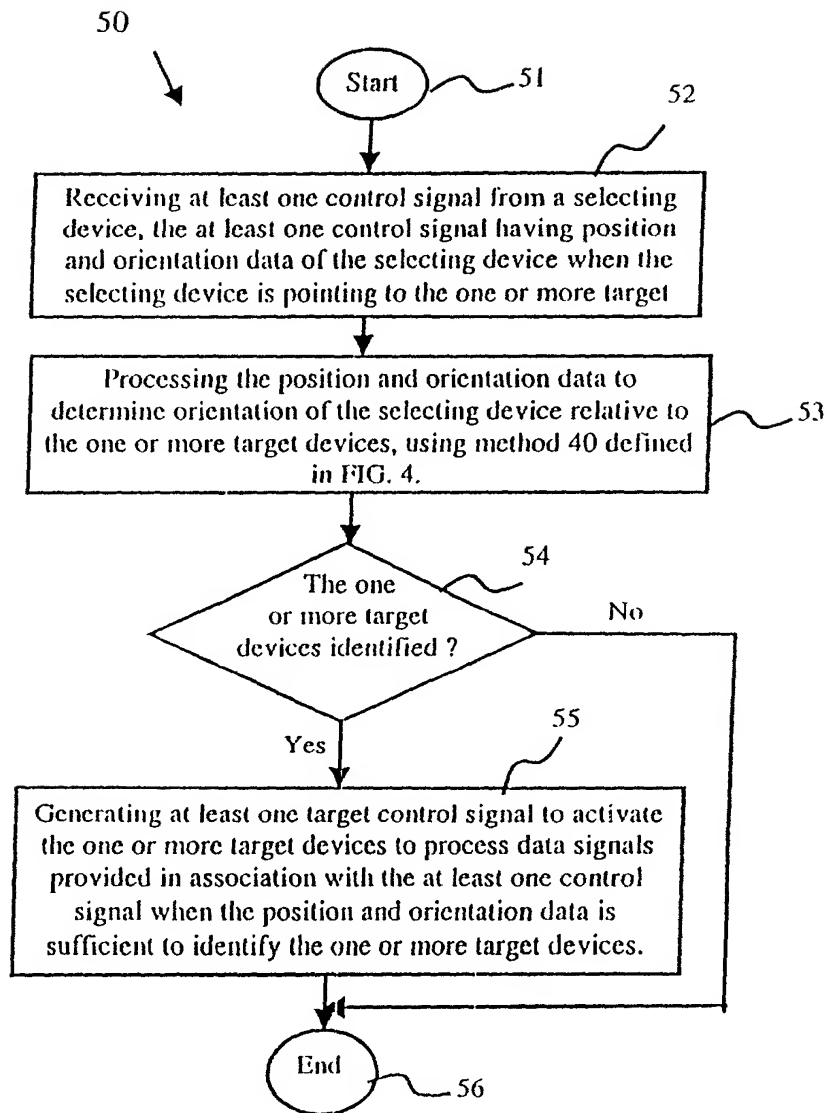 50
Start
51
52
Receiving at least one control signal from a selecting
device, the at least one control signal having position
and orientation data of the selecting device when the
selecting device is pointing to the one or more target
Processing the position and orientation data to
determine orientation of the selecting device relative to
the one or more target devices, using method 40 defined
in FIG. 4.
53
54
The one
or more target
devices identified ?
No
Yes
55
Generating at least one target control signal to activate
the one or more target devices to process data signals
provided in association with the at least one control
signal when the position and orientation data is
sufficient to identify the one or more target devices.
End
56